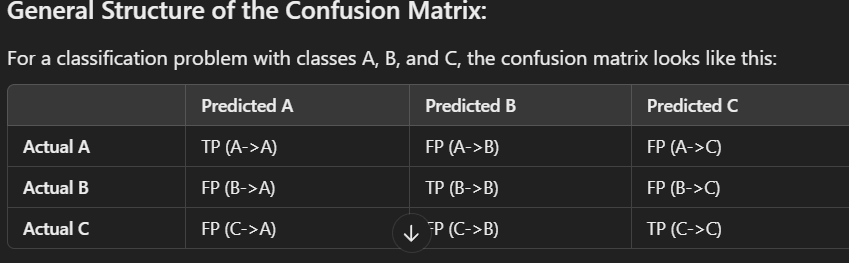 General Structure of the Confusion Matrix:
For a classification problem with classes A, B, and C, the confusion matrix looks like this:
Predicted A Predicted B Predicted C
Actual A TP (A->A) FP (A->B) FP (A->C)
Actual B FP (B->A) TP (B->B) FP (B->C)
Actual C FP (C->A) FP (C->B) TP (C->C)